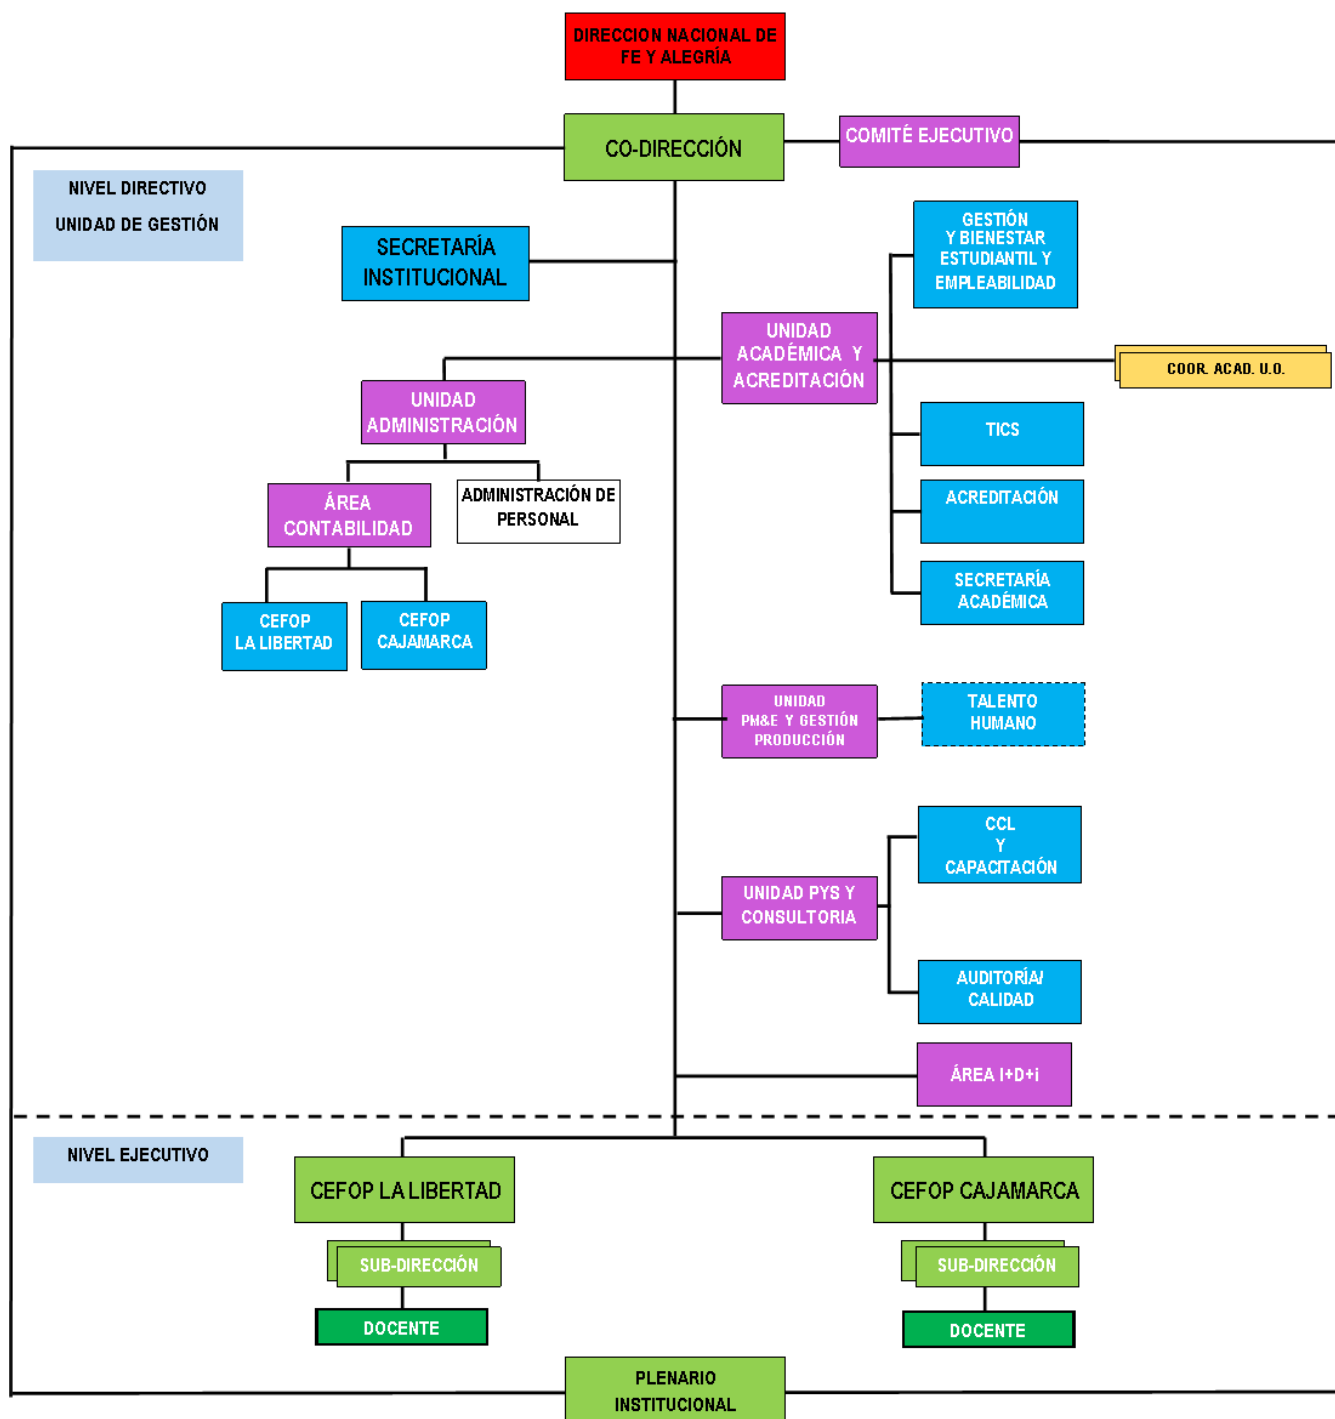 DIRECCION NACIONAL DE
FE Y ALEGRÍA
CO-DIRECCIÓN
COMITÉ EJECUTIVO
NIVEL DIRECTIVO
UNIDAD DE GESTIÓN
SECRETARÍA
INSTITUCIONAL
GESTIÓN
Y BIENESTAR
ESTUDIANTIL Y
EMPLEABILIDAD
UNIDAD
ACADÉMICA Y
ACREDITACIÓN
COOR. ACAD. U.O.
UNIDAD
ADMINISTRACIÓN
TICS
ÁREA
CONTABILIDAD
ADMINISTRACIÓN DE
PERSONAL
ACREDITACIÓN
SECRETARÍA
ACADÉMICA
CEFOP
LA LIBERTAD
CEFOP
CAJAMARCA
UNIDAD
PM&E Y GESTIÓN
PRODUCCIÓN
TALENTO
HUMANO
CCL
Y
CAPACITACIÓN
UNIDAD PYS Y
CONSULTORIA
AUDITORÍA/
CALIDAD
ÁREA I+D+i
NIVEL EJECUTIVO
CEFOP LA LIBERTAD
CEFOP CAJAMARCA
SUB-DIRECCIÓN
SUB-DIRECCIÓN
DOCENTE
DOCENTE
PLENARIO
INSTITUCIONAL